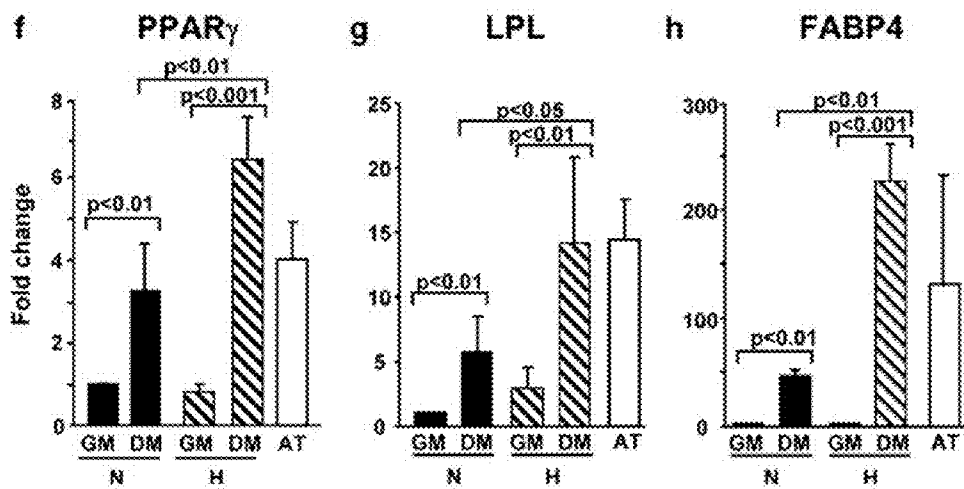 f PPARγ
p<0.01
p<0.001
p<0.01
Fold change
8
6
4
2
0
GM DM GM DM AT
N H
g LPL
p<0.05
p<0.01
p<0.01
25
20
15
10
5
0
GM DM GM DM AT
N H
h FABP4
p<0.01
p<0.001
p<0.01
300
200
100
0
GM DM GM DM AT
N H